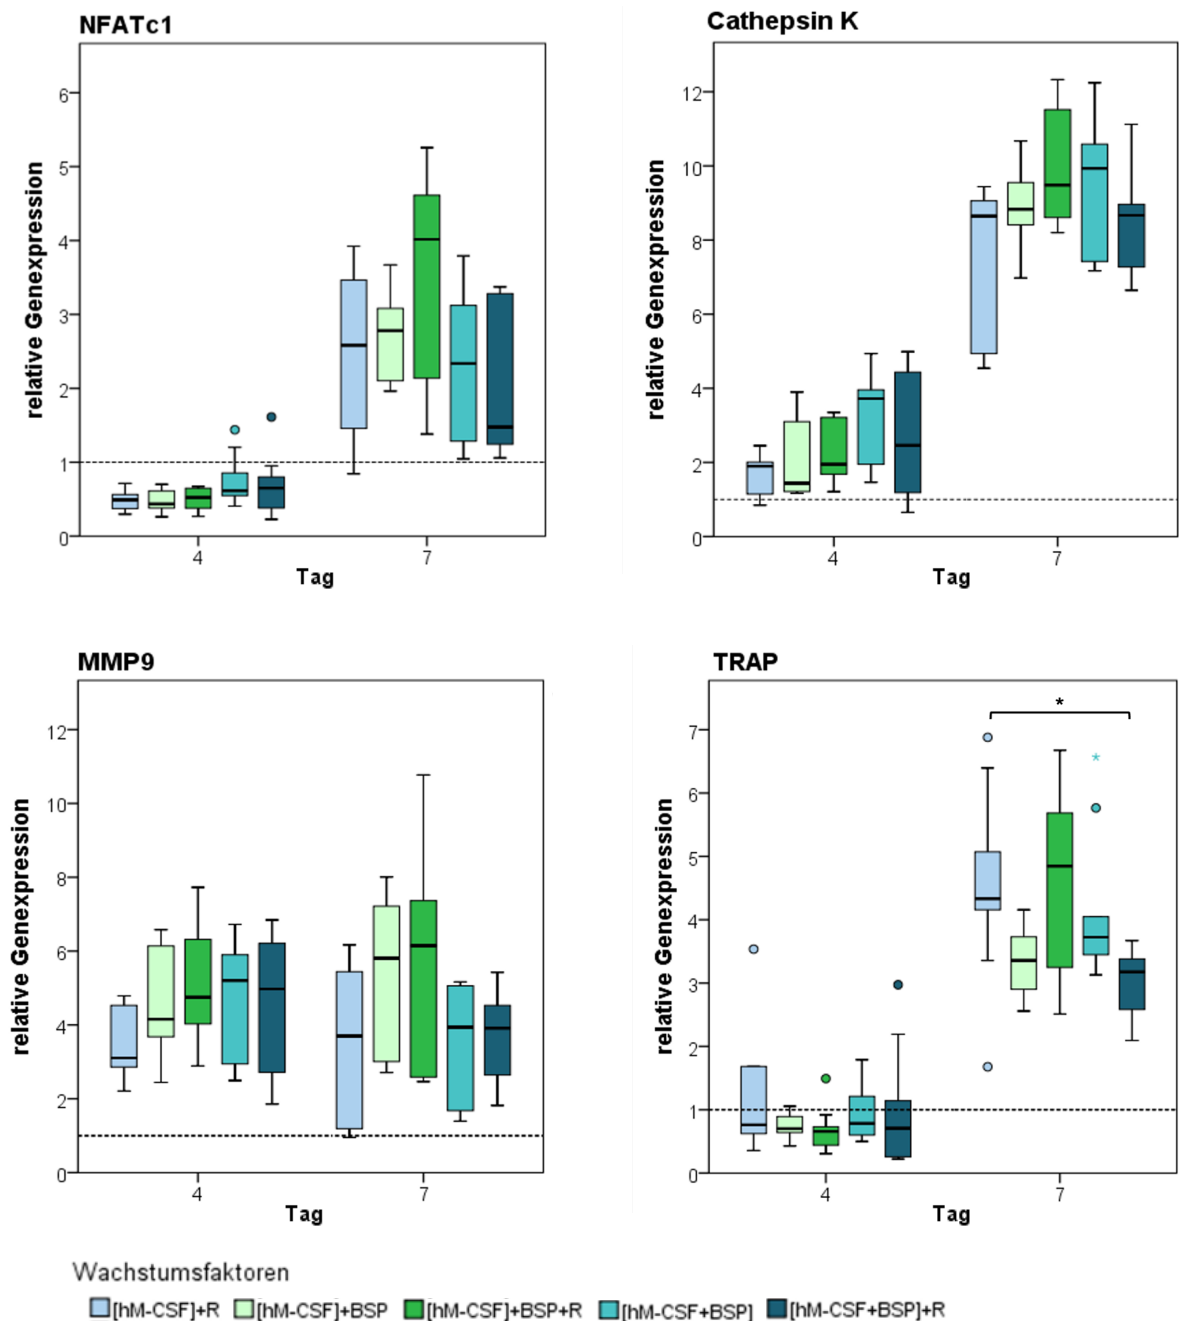 NFATc1
relative Genexpression
6
5
4
3
2
1
0
4
7
Tag
Cathepsin K
relative Genexpression
12
10
8
6
4
2
0
4
7
Tag
MMP9
relative Genexpression
12
10
8
6
4
2
0
4
7
Tag
TRAP
relative Genexpression
7
6
5
4
3
2
1
0
*
*
4
7
Tag
Wachstumsfaktoren
[hM-CSF]+R [hM-CSF]+BSP [hM-CSF]+BSP+R [hM-CSF+BSP] [hM-CSF+BSP]+R